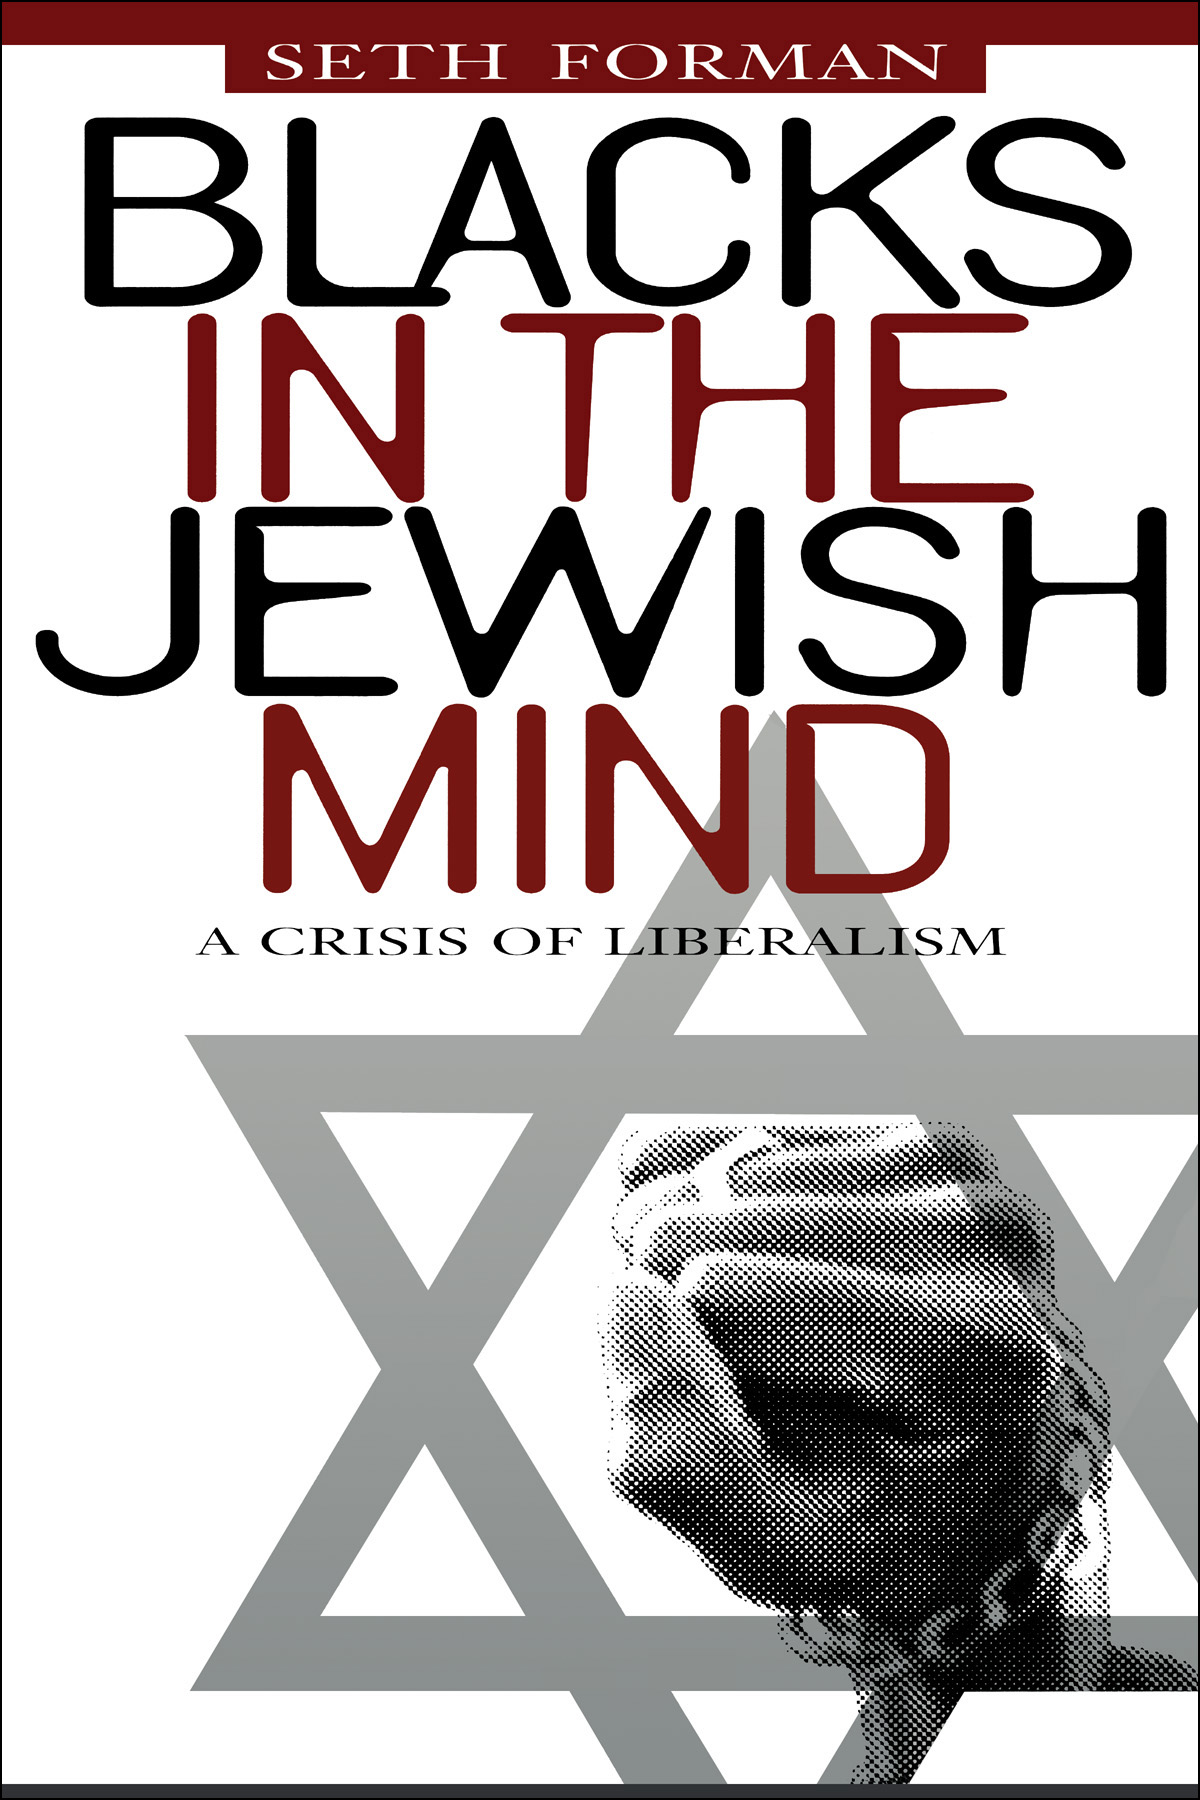 SETH FORMAN
BLACKS
IN THE
JEWISH
MIND
A CRISIS OF LIBERALISM